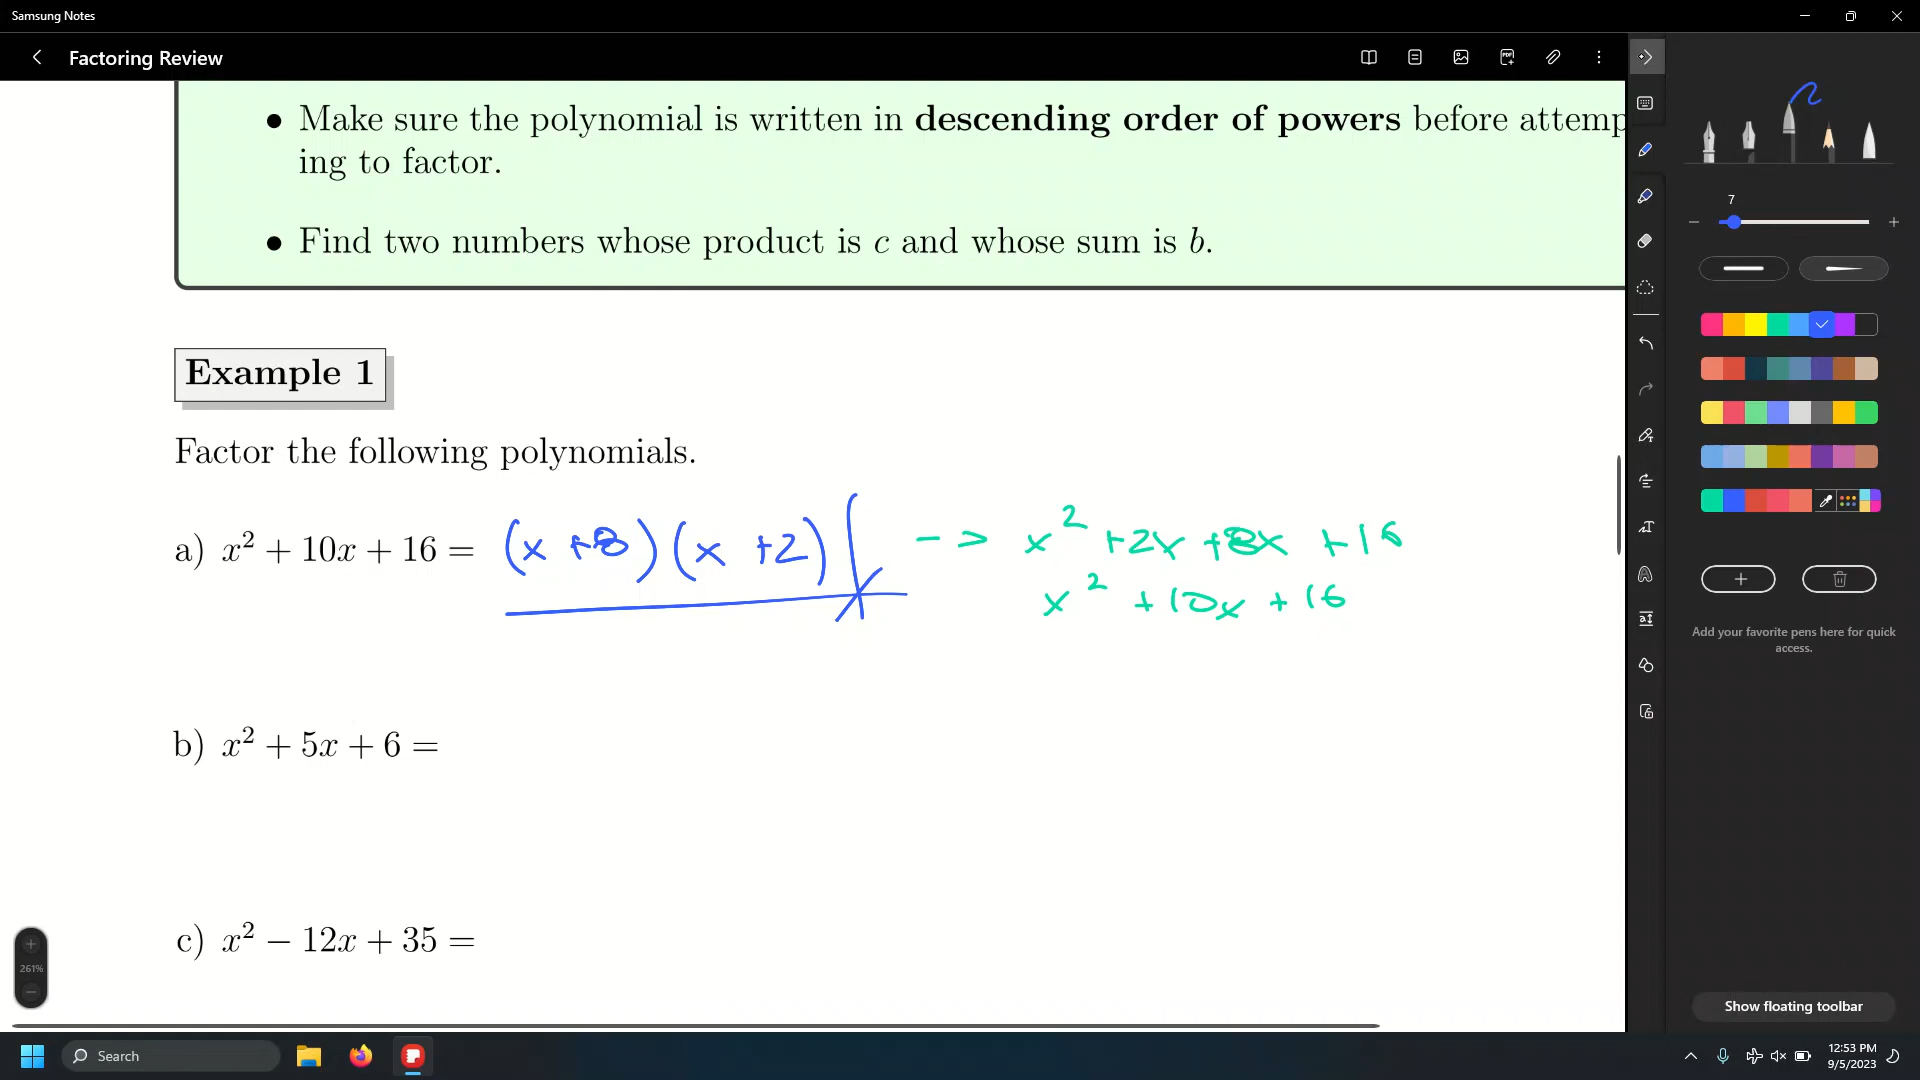 Samsung Notes
Factoring Review
• Make sure the polynomial is written in descending order of powers before attemp
ing to factor.
• Find two numbers whose product is c and whose sum is b.
7
Example 1
Factor the following polynomials.
a) x² + 10x + 16 = (x +8)(x +2) -> x² +2x +8x +16
x² +10x +16
Add your favorite pens here for quick
access.
b) x² + 5x + 6 =
c) x² − 12x + 35 =
261%
Show floating toolbar
Search
12:53 PM
9/5/2023